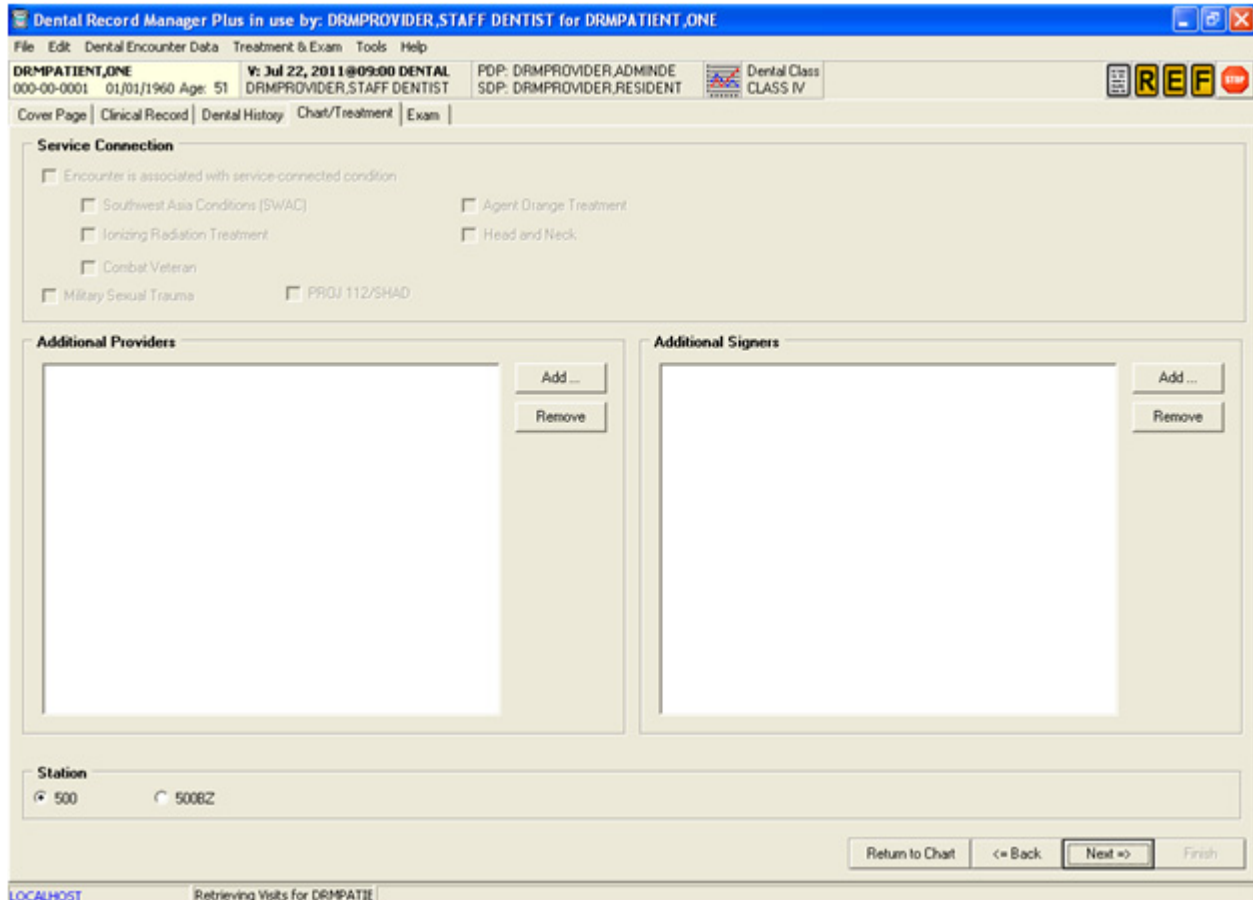 Dental Record Manager Plus in use by: DRMPROVIDER,STAFF DENTIST for DRMPATIENT,ONE
File Edit Dental Encounter Data Treatment & Exam Tools Help
DRMPATIENT,ONE V: Jul 22, 2011@09:00 DENTAL PDP: DRMPROVIDER,ADMINDE Dental Class
000-00-0001 01/01/1960 Age: 51 DRMPROVIDER,STAFF DENTIST SDP: DRMPROVIDER,RESIDENT CLASS IV R E F STOP
Cover Page Clinical Record Dental History Chart/Treatment Exam
Service Connection
Encounter is associated with service-connected condition
Southwest Asia Conditions (SWAC) Agent Orange Treatment
Ionizing Radiation Treatment Head and Neck
Combat Veteran
Military Sexual Trauma PROJ 112/SHAD
Additional Providers Additional Signers
Add ... Add ...
Remove Remove
Station
500 500BZ
Return to Chart <= Back Next => Finish
LOCALHOST Retrieving Visits for DRMPATIE